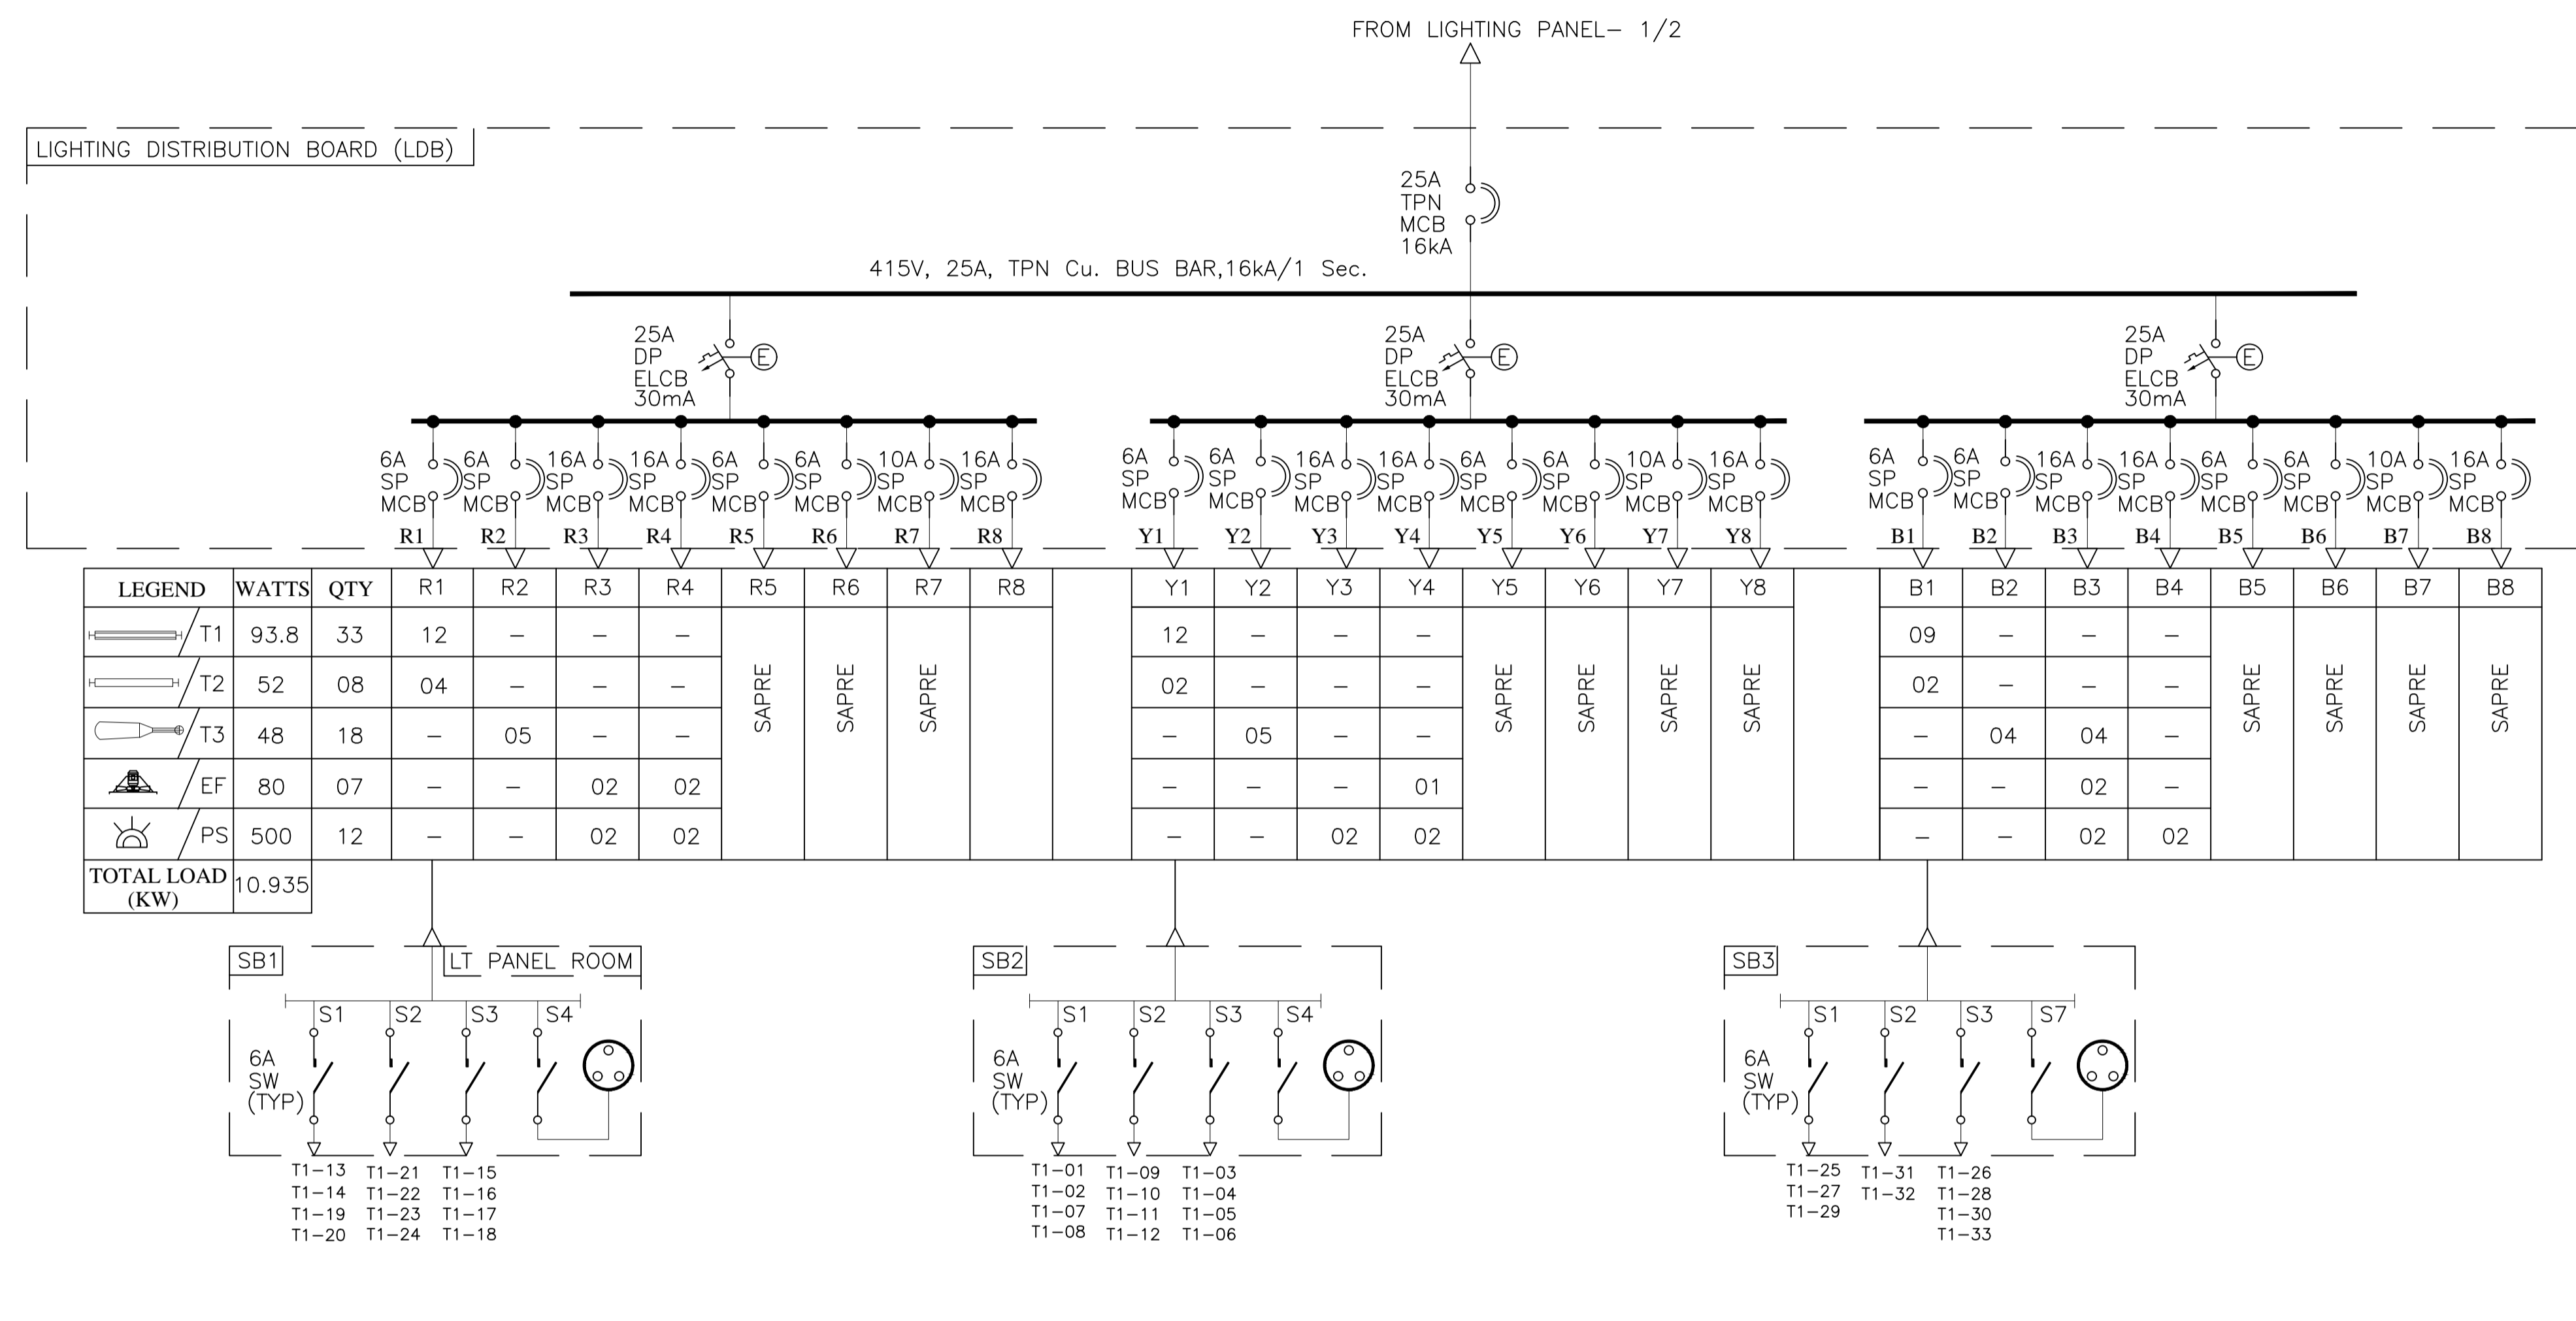 FROM LIGHTING PANEL- 1/2
LIGHTING DISTRIBUTION BOARD (LDB)
25A
TPN
MCB
16kA
415V, 25A, TPN Cu. BUS BAR,16kA/1 Sec.
25A
DP
ELCB
30mA
E
25A
DP
ELCB
30mA
E
25A
DP
ELCB
30mA
E
6A 6A 16A 16A 6A 6A 10A 16A 6A 6A 16A 16A 6A 6A 10A 16A 6A 6A 16A 16A 6A 6A 10A 16A
SP SP SP SP SP SP SP SP SP SP SP SP SP SP SP SP SP SP SP SP SP SP SP SP
MCB MCB MCB MCB MCB MCB MCB MCB MCB MCB MCB MCB MCB MCB MCB MCB MCB MCB MCB MCB MCB MCB MCB MCB
R1 R2 R3 R4 R5 R6 R7 R8 Y1 Y2 Y3 Y4 Y5 Y6 Y7 Y8 B1 B2 B3 B4 B5 B6 B7 B8
LEGEND WATTS QTY R1 R2 R3 R4 R5 R6 R7 R8 Y1 Y2 Y3 Y4 Y5 Y6 Y7 Y8 B1 B2 B3 B4 B5 B6 B7 B8
T1 93.8 33 12 - - - 12 - - - 09 - - -
T2 52 08 04 - - - 02 - - - 02 - - -
SAPRE SAPRE SAPRE SAPRE SAPRE SAPRE SAPRE SAPRE SAPRE SAPRE SAPRE
T3 48 18 - 05 - - - 05 - - - 04 04 -
EF 80 07 - - 02 02 - - - 01 - - 02 -
PS 500 12 - - 02 02 - - 02 02 - - 02 02
TOTAL LOAD
(KW)
10.935
SB1
LT PANEL ROOM
S1 S2 S3 S4
6A
SW
(TYP)
T1-13 T1-21 T1-15
T1-14 T1-22 T1-16
T1-19 T1-23 T1-17
T1-20 T1-24 T1-18
SB2
S1 S2 S3 S4
6A
SW
(TYP)
T1-01 T1-09 T1-03
T1-02 T1-10 T1-04
T1-07 T1-11 T1-05
T1-08 T1-12 T1-06
SB3
S1 S2 S3 S7
6A
SW
(TYP)
T1-25 T1-31 T1-26
T1-27 T1-32 T1-28
T1-29 T1-30
T1-33